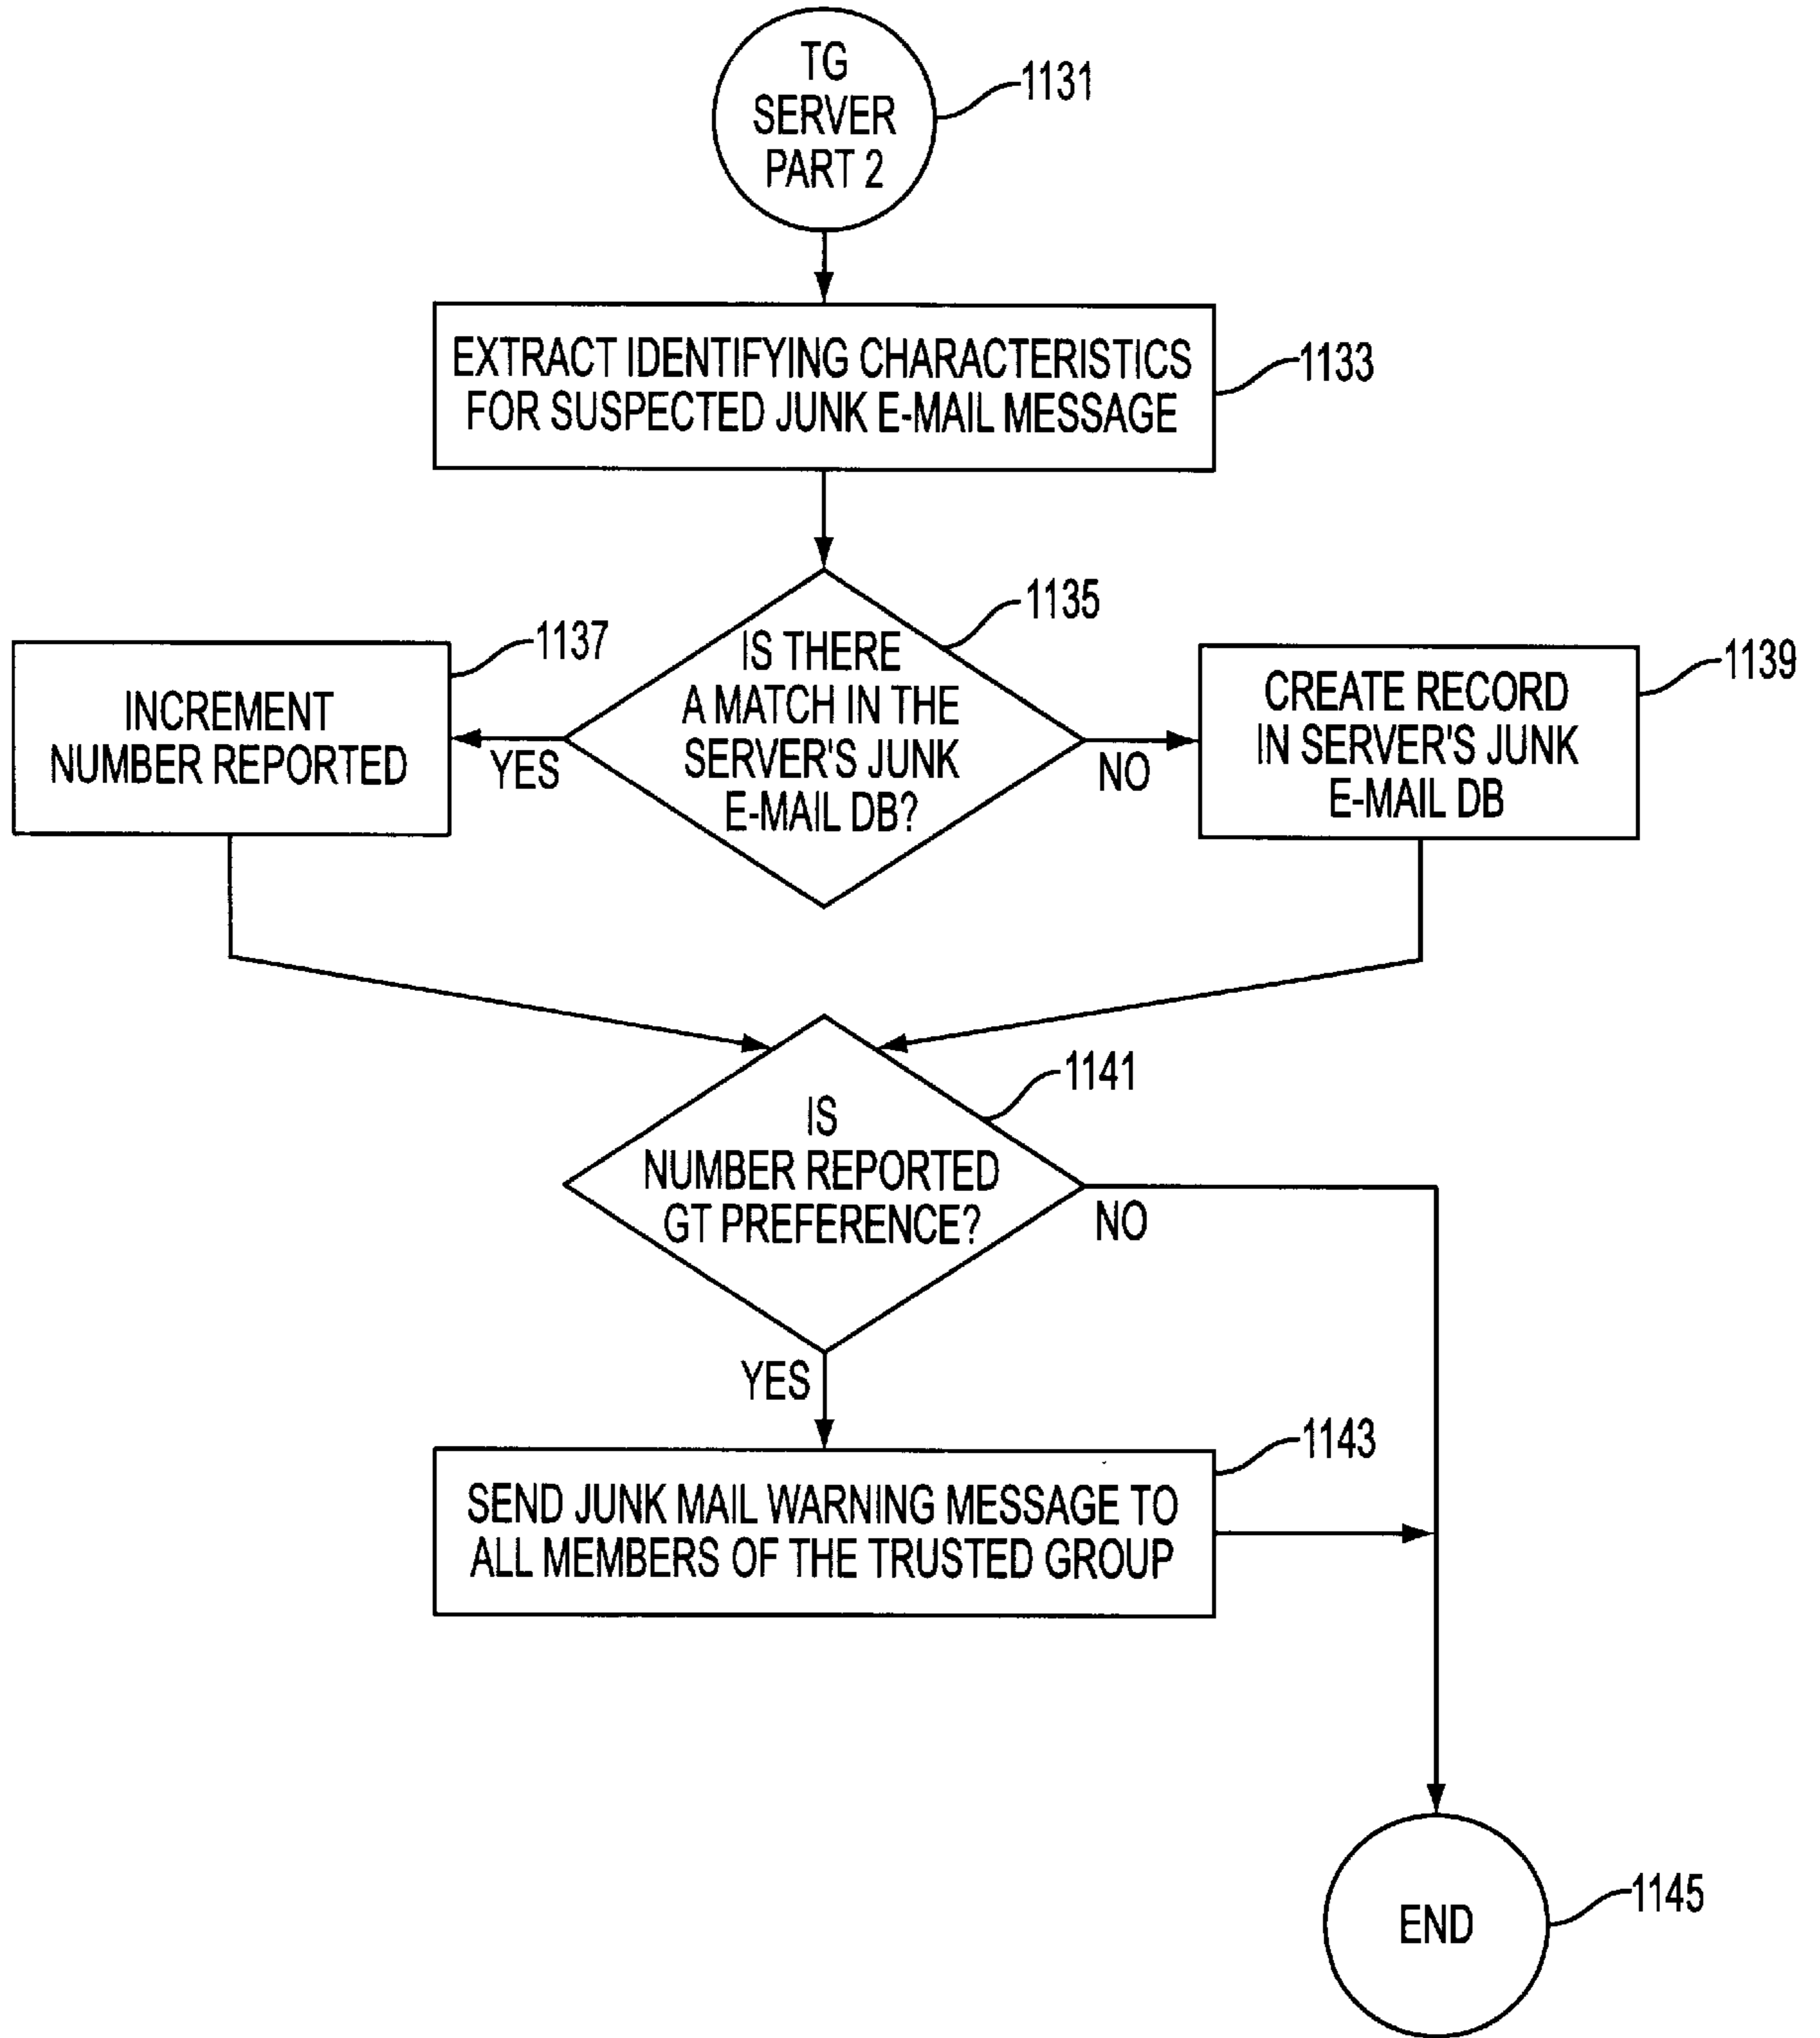 TG
SERVER
PART 2
1131
EXTRACT IDENTIFYING CHARACTERISTICS
FOR SUSPECTED JUNK E-MAIL MESSAGE
1133
IS THERE
A MATCH IN THE
SERVER'S JUNK
E-MAIL DB?
1135
YES
NO
INCREMENT
NUMBER REPORTED
1137
CREATE RECORD
IN SERVER'S JUNK
E-MAIL DB
1139
IS
NUMBER REPORTED
GT PREFERENCE?
1141
NO
YES
SEND JUNK MAIL WARNING MESSAGE TO
ALL MEMBERS OF THE TRUSTED GROUP
1143
END
1145